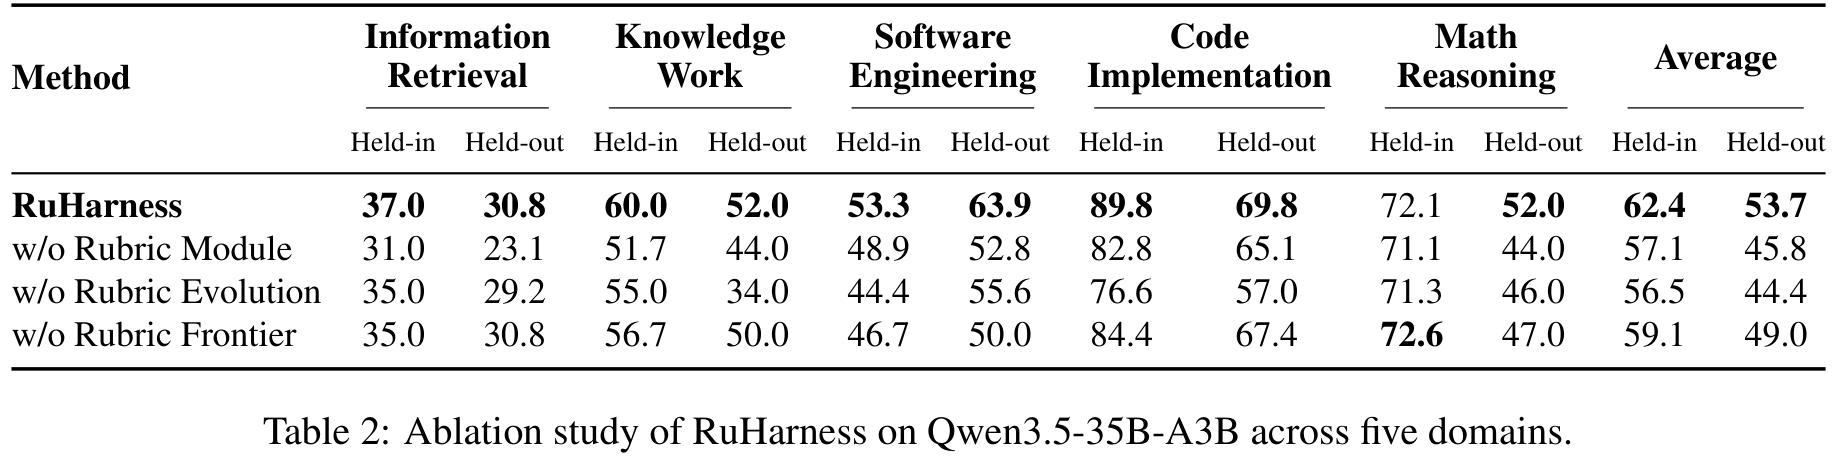 Method Information Retrieval Knowledge Work Software Engineering Code Implementation Math Reasoning Average
Held-in Held-out Held-in Held-out Held-in Held-out Held-in Held-out Held-in Held-out Held-in Held-out
RuHarness 37.0 30.8 60.0 52.0 53.3 63.9 89.8 69.8 72.1 52.0 62.4 53.7
w/o Rubric Module 31.0 23.1 51.7 44.0 48.9 52.8 82.8 65.1 71.1 44.0 57.1 45.8
w/o Rubric Evolution 35.0 29.2 55.0 34.0 44.4 55.6 76.6 57.0 71.3 46.0 56.5 44.4
w/o Rubric Frontier 35.0 30.8 56.7 50.0 46.7 50.0 84.4 67.4 72.6 47.0 59.1 49.0
Table 2: Ablation study of RuHarness on Qwen3.5-35B-A3B across five domains.